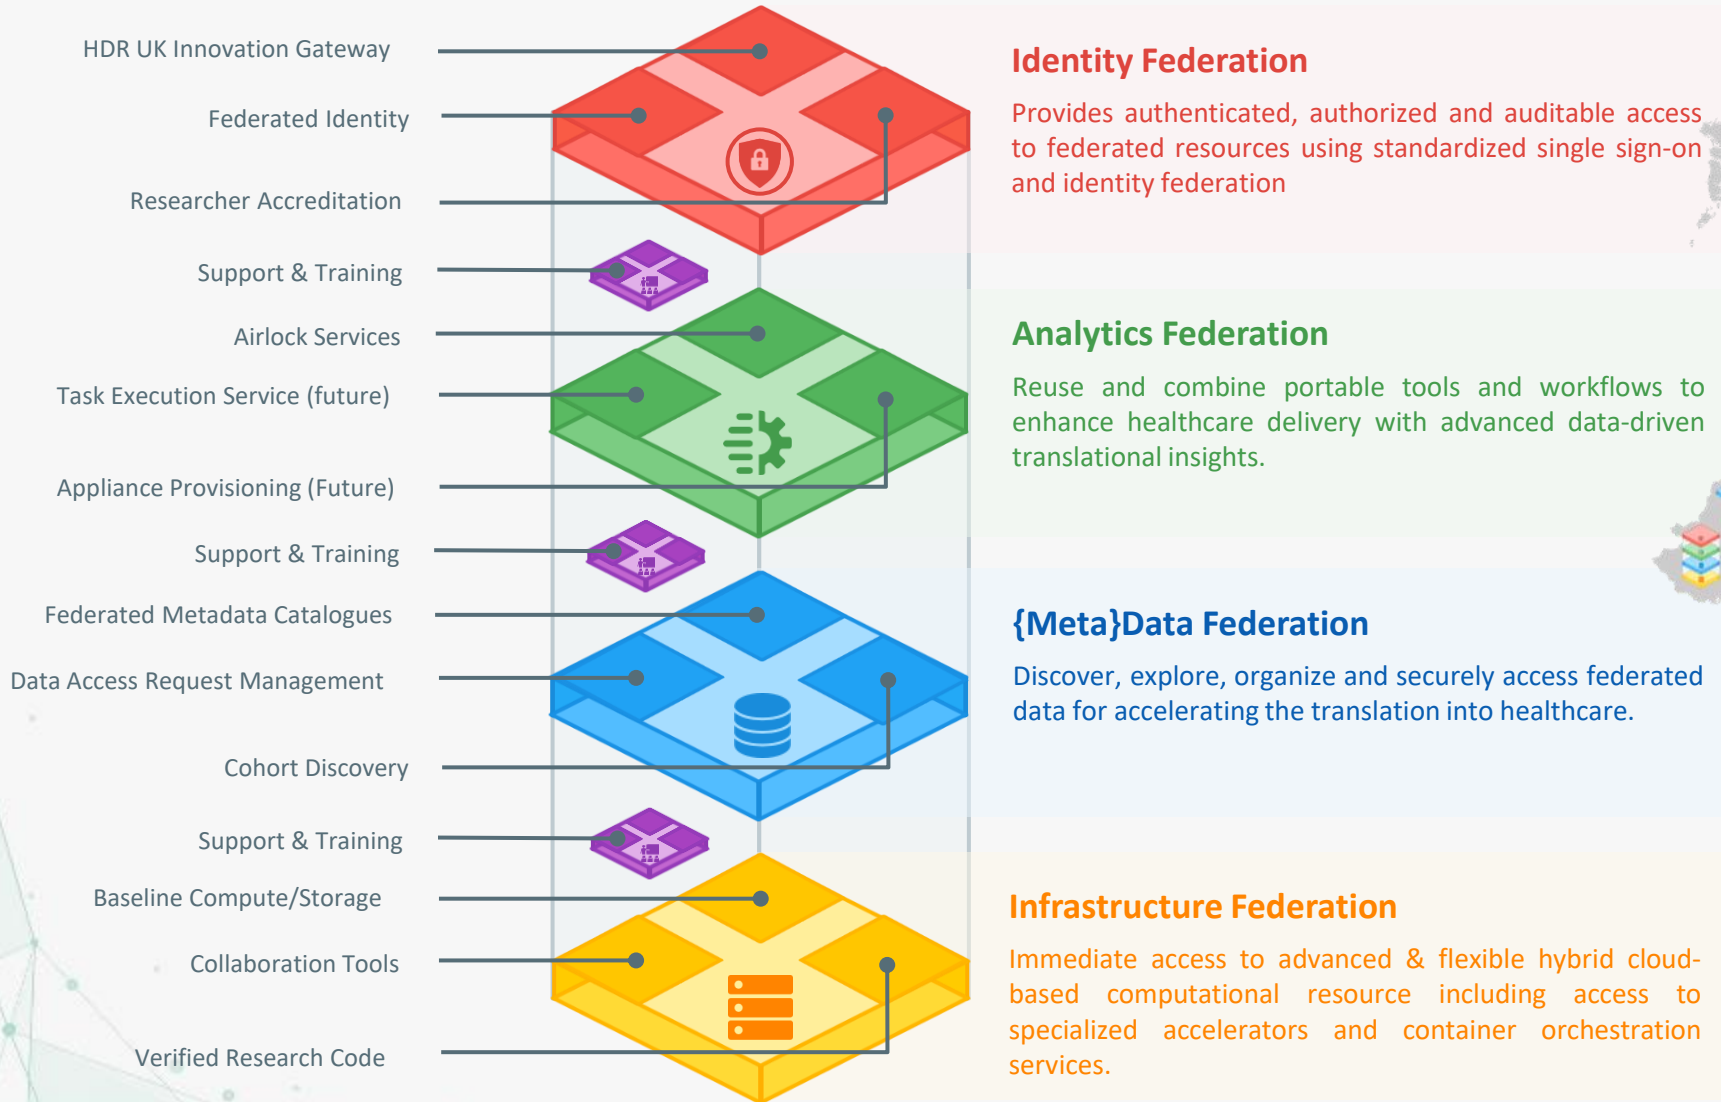 HDR UK Innovation Gateway
Federated Identity
Researcher Accreditation
Support & Training
Airlock Services
Task Execution Service (future)
Appliance Provisioning (Future)
Support & Training
Federated Metadata Catalogues
Data Access Request Management
Cohort Discovery
Support & Training
Baseline Compute/Storage
Collaboration Tools
Verified Research Code
Identity Federation
Provides authenticated, authorized and auditable access
to federated resources using standardized single sign-on
and identity federation
Analytics Federation
Reuse and combine portable tools and workflows to
enhance healthcare delivery with advanced data-driven
translational insights.
{Meta}Data Federation
Discover, explore, organize and securely access federated
data for accelerating the translation into healthcare.
Infrastructure Federation
Immediate access to advanced & flexible hybrid cloud-
based computational resource including access to
specialized accelerators and container orchestration
services.